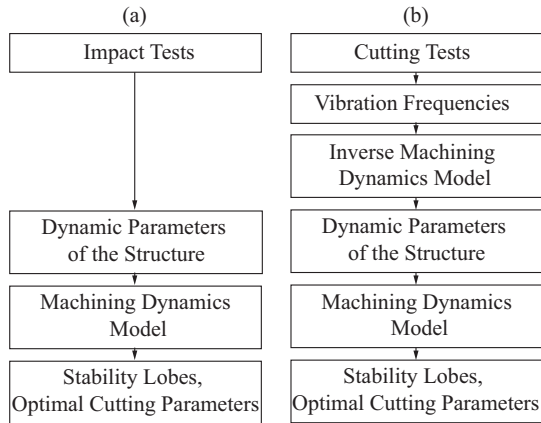 (a)
Impact Tests
Dynamic Parameters
of the Structure
Machining Dynamics
Model
Stability Lobes,
Optimal Cutting Parameters
(b)
Cutting Tests
Vibration Frequencies
Inverse Machining
Dynamics Model
Dynamic Parameters
of the Structure
Machining Dynamics
Model
Stability Lobes,
Optimal Cutting Parameters